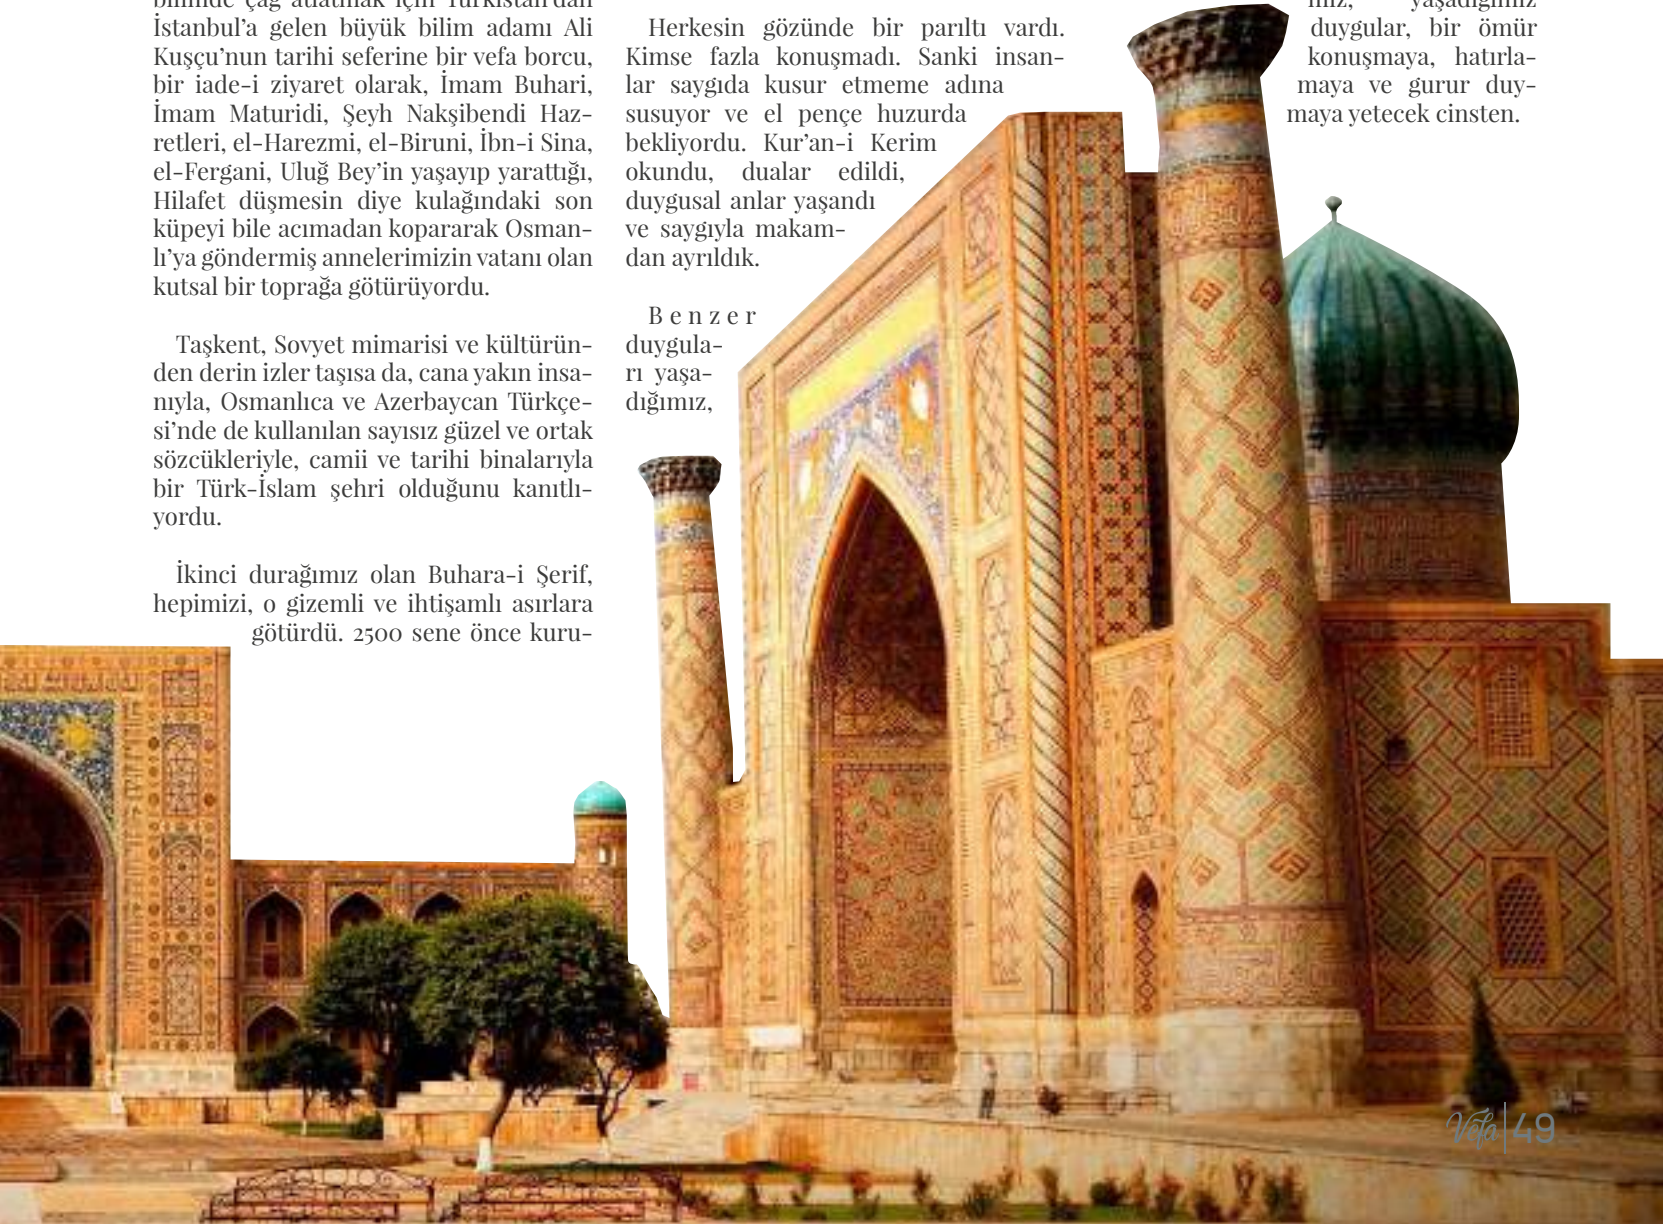 bilimde çağ atlatmak için Türkistan'dan
İstanbul'a gelen büyük bilim adamı Ali
Kuşçu'nun tarihi seferine bir vefa borcu,
bir iade-i ziyaret olarak, İmam Buhari,
İmam Maturidi, Şeyh Nakşibendi Haz-
retleri, el-Harezmi, el-Biruni, İbn-i Sina,
el-Fergani, Uluğ Bey'in yaşayıp yarattığı,
Hilafet düşmesin diye kulağındaki son
küpeyi bile acımadan kopararak Osman-
lı'ya göndermiş annelerimizin vatanı olan
kutsal bir toprağa götürüyordu.
Taşkent, Sovyet mimarisi ve kültürün-
den derin izler taşısa da, cana yakın insa-
nıyla, Osmanlıca ve Azerbaycan Türkçe-
si'nde de kullanılan sayısız güzel ve ortak
sözcükleriyle, camii ve tarihi binalarıyla
bir Türk-İslam şehri olduğunu kanıtlı-
yordu.
İkinci durağımız olan Buhara-i Şerif,
hepimizi, o gizemli ve ihtişamlı asırlara
götürdü. 2500 sene önce kuru-
Herkesin gözünde bir parıltı vardı.
Kimse fazla konuşmadı. Sanki insan-
lar saygıda kusur etmeme adına
susuyor ve el pençe huzurda
bekliyordu. Kur'an-i Kerim
okundu, dualar edildi,
duygusal anlar yaşandı
ve saygıyla makam-
dan ayrıldık.
Benzer
duygula-
rı yaşa-
dığımız,
miz, yaşadığımız
duygular, bir ömür
konuşmaya, hatırla-
maya ve gurur duy-
maya yetecek cinsten.
Vefa|49